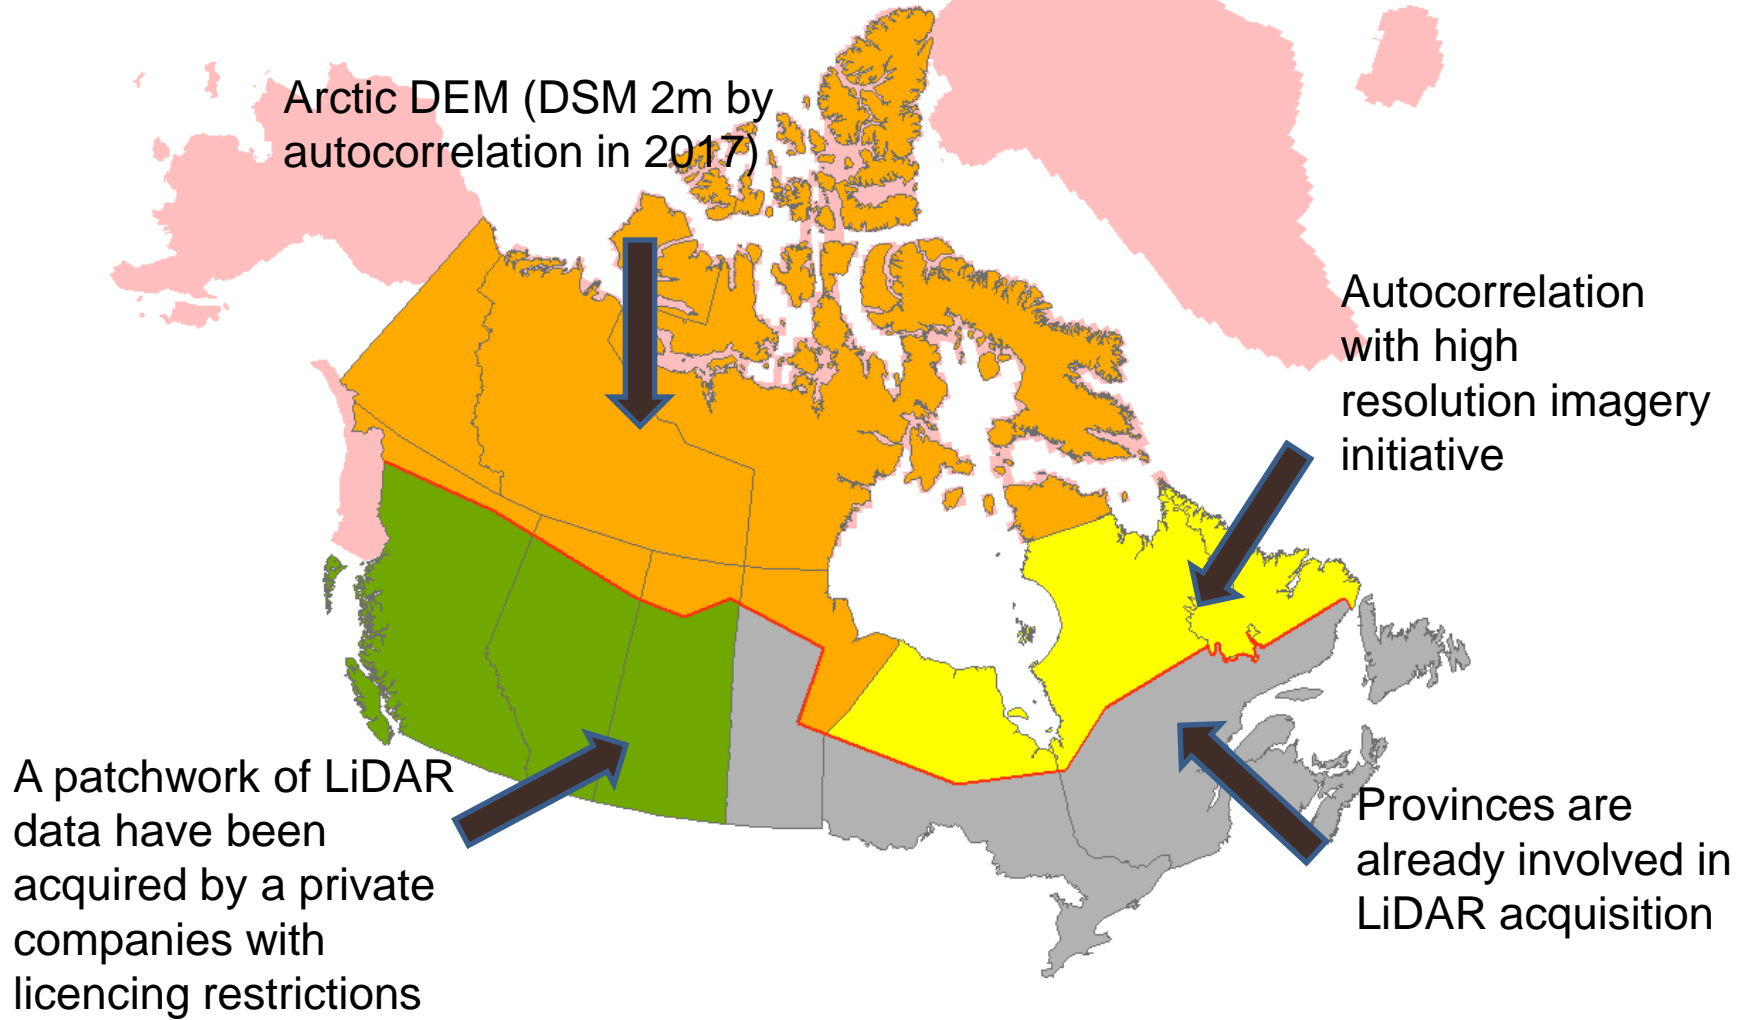 Arctic DEM (DSM 2m by
autocorrelation in 2017)
Autocorrelation
with high
resolution imagery
initiative
A patchwork of LiDAR
data have been
acquired by a private
companies with
licencing restrictions
Provinces are
already involved in
LiDAR acquisition